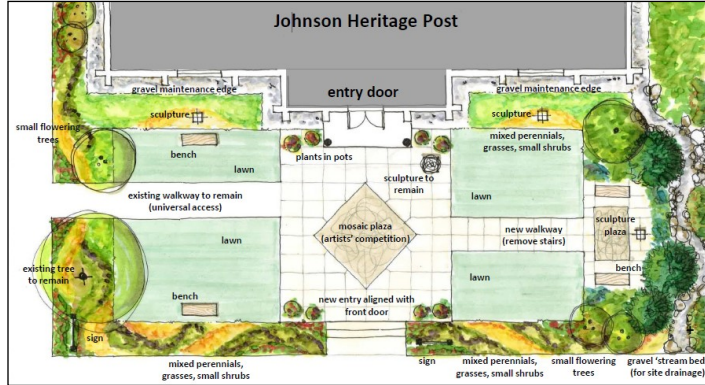 Johnson Heritage Post
gravel maintenance edge
entry door
gravel maintenance edge
sculpture
sculpture
small flowering
trees
mixed perennials,
grasses, small shrubs
bench
plants in pots
lawn
sculpture to
remain
existing walkway to remain
(universal access)
lawn
mosaic plaza
(artists' competition)
new walkway
(remove stairs)
sculpture
plaza
lawn
existing tree
to remain
lawn
bench
bench
new entry aligned with
front door
sign
mixed perennials,
grasses, small shrubs
sign
mixed perennials,
grasses, small shrubs
small flowering
trees
gravel 'stream bed'
(for site drainage)